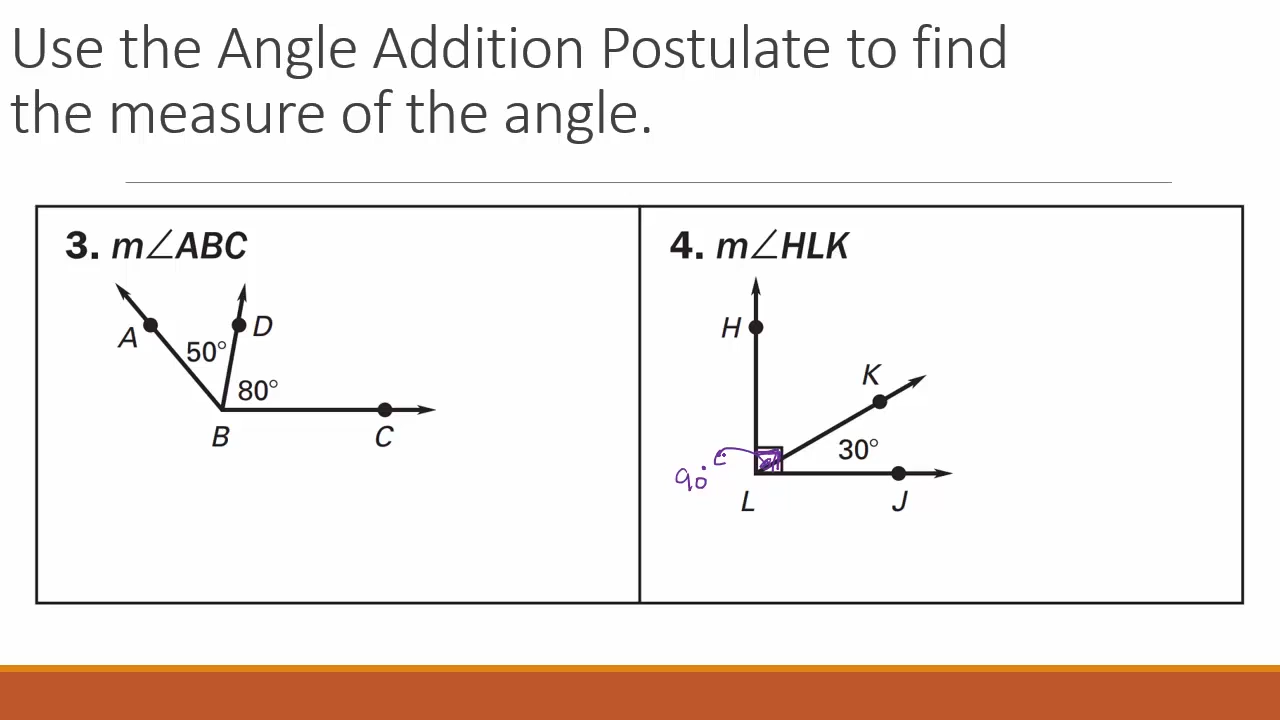 Use the Angle Addition Postulate to find
the measure of the angle.
3. m∠ABC
A
D
50°
80°
B
C
4. m∠HLK
H
K
30°
90°
L
J